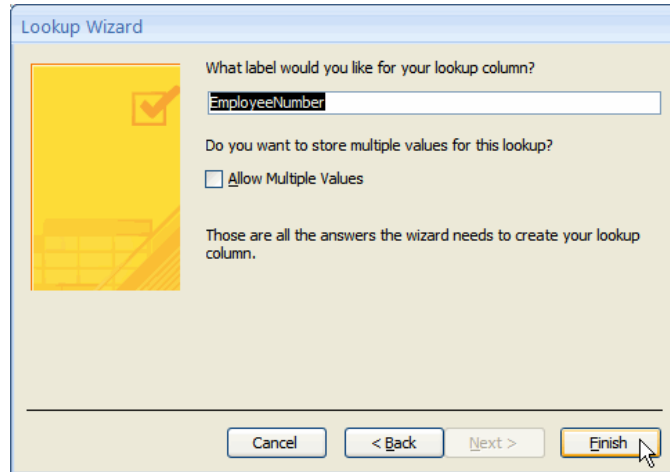 Lookup Wizard
What label would you like for your lookup column?
EmployeeNumber
Do you want to store multiple values for this lookup?
Allow Multiple Values
Those are all the answers the wizard needs to create your lookup
column.
Cancel
< Back
Next >
Finish